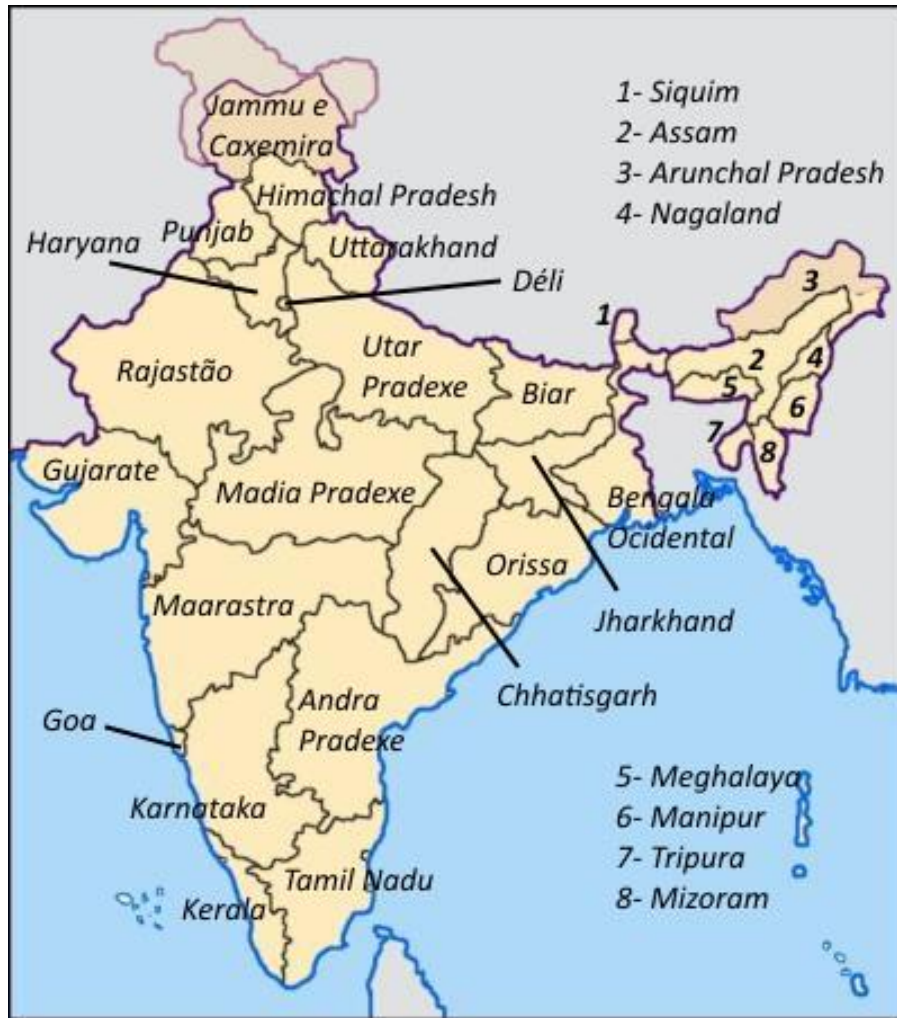 Jammu e
Caxemira
1- Siquim
2- Assam
3- Arunchal Pradesh
4- Nagaland
Himachal Pradesh
Punjab
Haryana
Uttarakhand
Déli
3
1
Utar
Pradexe
Rajastão
2
4
Biar
5
6
7
8
Gujarate
Madia Pradexe
Bengala
Ocidental
Orissa
Maarastra
Jharkhand
Chhatisgarh
Andra
Pradexe
Goa
Karnataka
5- Meghalaya
6- Manipur
7- Tripura
8- Mizoram
Tamil Nadu
Kerala